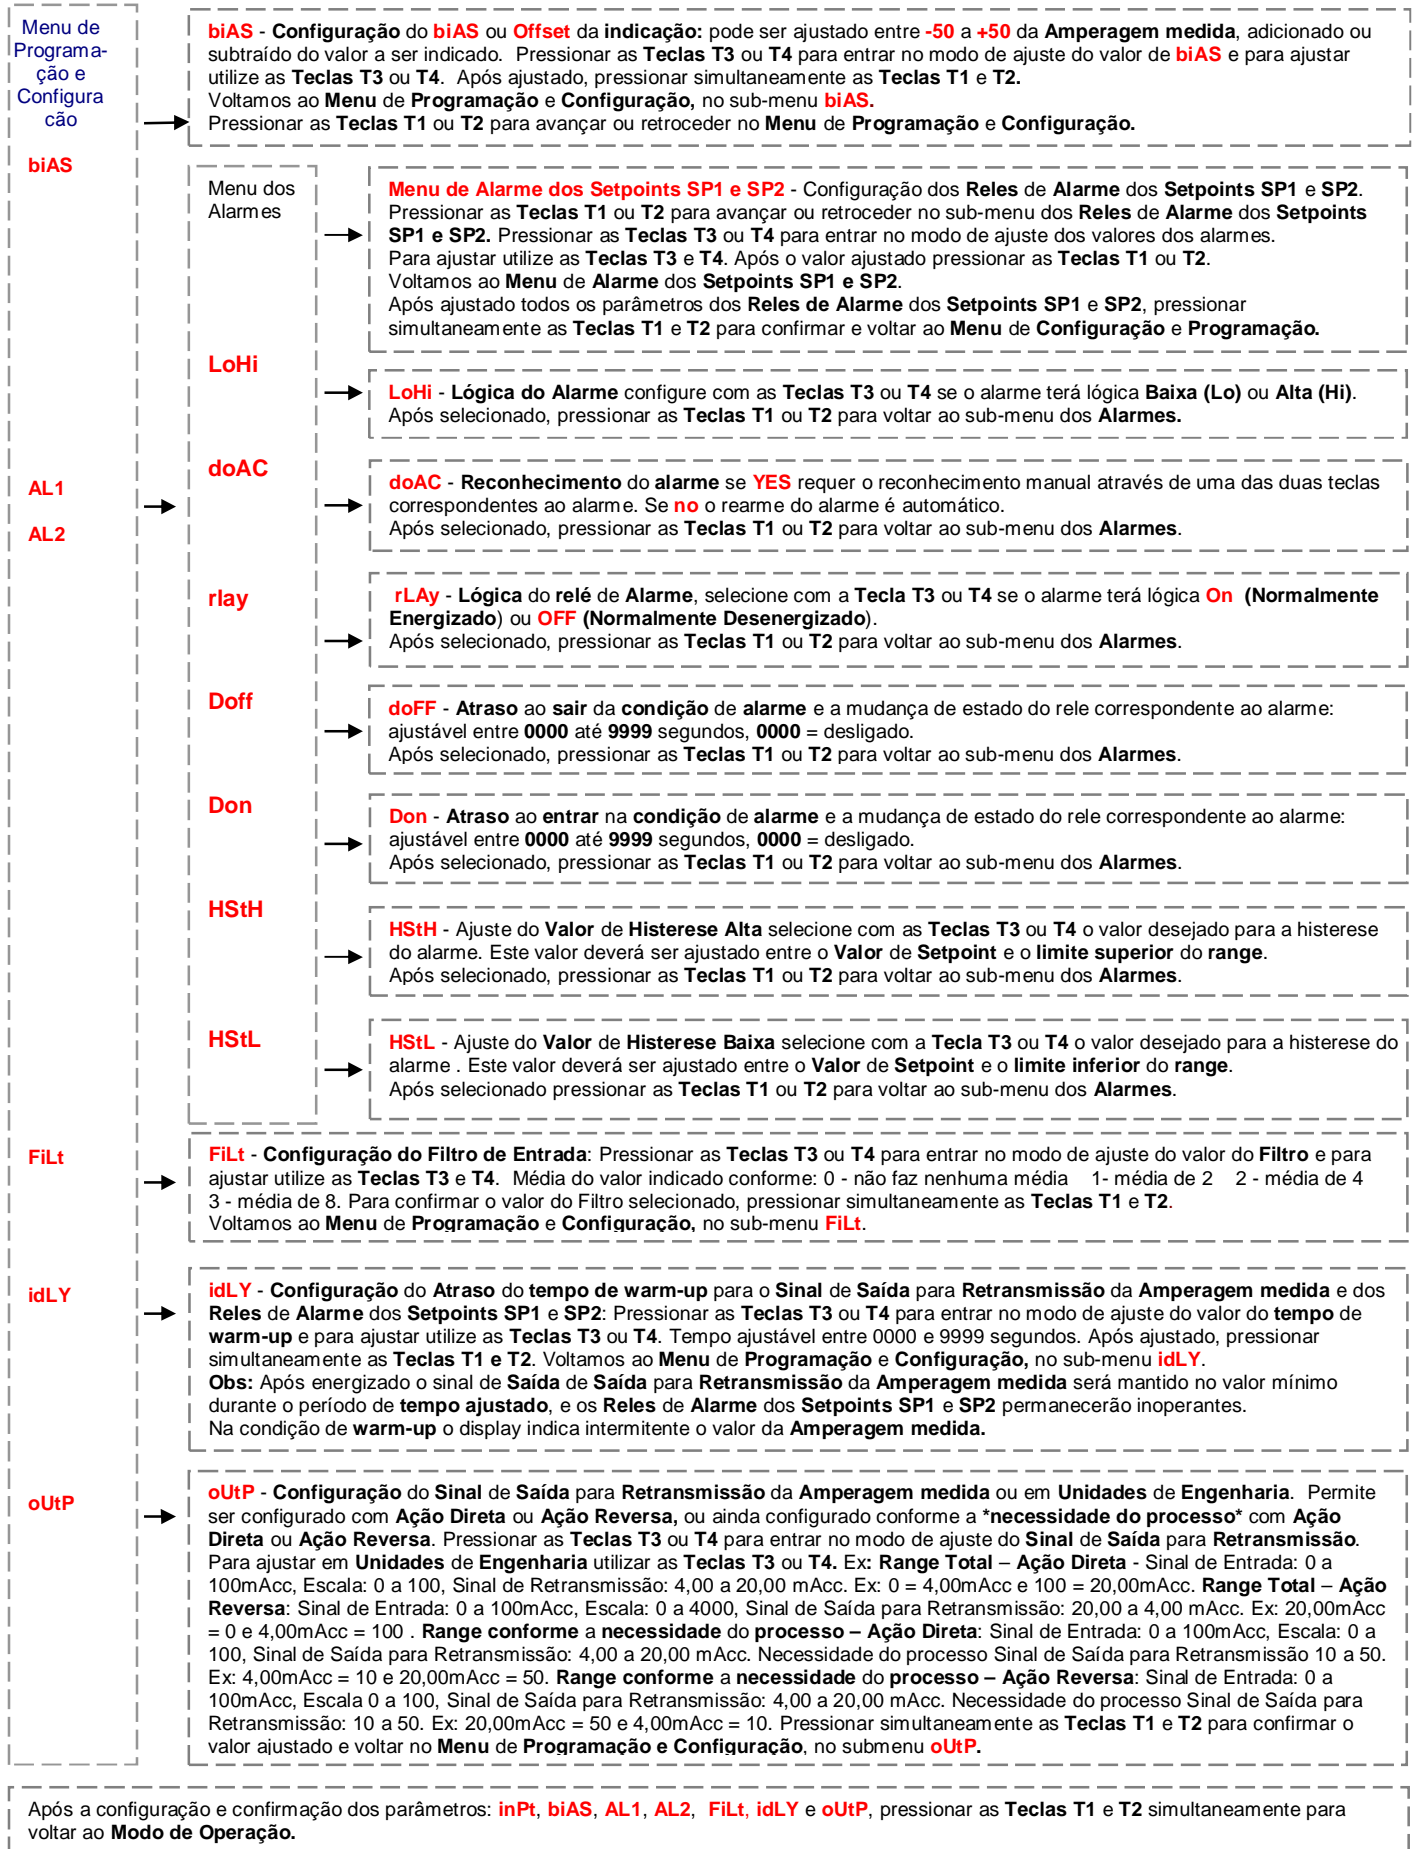 Menu de
Programa-
ção e
Configura
cão
biAS - Configuração do biAS ou Offset da indicação: pode ser ajustado entre -50 a +50 da Amperagem medida, adicionado ou
subtraído do valor a ser indicado. Pressionar as Teclas T3 ou T4 para entrar no modo de ajuste do valor de biAS e para ajustar
utilize as Teclas T3 ou T4. Após ajustado, pressionar simultaneamente as Teclas T1 e T2.
Voltamos ao Menu de Programação e Configuração, no sub-menu biAS.
Pressionar as Teclas T1 ou T2 para avançar ou retroceder no Menu de Programação e Configuração.
biAS
Menu dos
Alarmes
Menu de Alarme dos Setpoints SP1 e SP2 - Configuração dos Reles de Alarme dos Setpoints SP1 e SP2.
Pressionar as Teclas T1 ou T2 para avançar ou retroceder no sub-menu dos Reles de Alarme dos Setpoints
SP1 e SP2. Pressionar as Teclas T3 ou T4 para entrar no modo de ajuste dos valores dos alarmes.
Para ajustar utilize as Teclas T3 e T4. Após o valor ajustado pressionar as Teclas T1 ou T2.
Voltamos ao Menu de Alarme dos Setpoints SP1 e SP2.
Após ajustado todos os parâmetros dos Reles de Alarme dos Setpoints SP1 e SP2, pressionar
simultaneamente as Teclas T1 e T2 para confirmar e voltar ao Menu de Configuração e Programação.
LoHi
LoHi - Lógica do Alarme configure com as Teclas T3 ou T4 se o alarme terá lógica Baixa (Lo) ou Alta (Hi).
Após selecionado, pressionar as Teclas T1 ou T2 para voltar ao sub-menu dos Alarmes.
AL1
AL2
doAC
doAC - Reconhecimento do alarme se YES requer o reconhecimento manual através de uma das duas teclas
correspondentes ao alarme. Se no o rearme do alarme é automático.
Após selecionado, pressionar as Teclas T1 ou T2 para voltar ao sub-menu dos Alarmes.
rlay
rLAy - Lógica do relé de Alarme, selecione com a Tecla T3 ou T4 se o alarme terá lógica On (Normalmente
Energizado) ou OFF (Normalmente Desenergizado).
Após selecionado, pressionar as Teclas T1 ou T2 para voltar ao sub-menu dos Alarmes.
Doff
doFF - Atraso ao sair da condição de alarme e a mudança de estado do rele correspondente ao alarme:
ajustável entre 0000 até 9999 segundos, 0000 = desligado.
Após selecionado, pressionar as Teclas T1 ou T2 para voltar ao sub-menu dos Alarmes.
Don
Don - Atraso ao entrar na condição de alarme e a mudança de estado do rele correspondente ao alarme:
ajustável entre 0000 até 9999 segundos, 0000 = desligado.
Após selecionado, pressionar as Teclas T1 ou T2 para voltar ao sub-menu dos Alarmes.
HStH
HStH - Ajuste do Valor de Histerese Alta selecione com as Teclas T3 ou T4 o valor desejado para a histerese
do alarme. Este valor deverá ser ajustado entre o Valor de Setpoint e o limite superior do range.
Após selecionado, pressionar as Teclas T1 ou T2 para voltar ao sub-menu dos Alarmes.
HStL
HStL - Ajuste do Valor de Histerese Baixa selecione com a Tecla T3 ou T4 o valor desejado para a histerese do
alarme . Este valor deverá ser ajustado entre o Valor de Setpoint e o limite inferior do range.
Após selecionado pressionar as Teclas T1 ou T2 para voltar ao sub-menu dos Alarmes.
FiLt
FiLt - Configuração do Filtro de Entrada: Pressionar as Teclas T3 ou T4 para entrar no modo de ajuste do valor do Filtro e para
ajustar utilize as Teclas T3 e T4. Média do valor indicado conforme: 0 - não faz nenhuma média 1- média de 2 2 - média de 4
3 - média de 8. Para confirmar o valor do Filtro selecionado, pressionar simultaneamente as Teclas T1 e T2.
Voltamos ao Menu de Programação e Configuração, no sub-menu FiLt.
idLY
idLY - Configuração do Atraso do tempo de warm-up para o Sinal de Saída para Retransmissão da Amperagem medida e dos
Reles de Alarme dos Setpoints SP1 e SP2: Pressionar as Teclas T3 ou T4 para entrar no modo de ajuste do valor do tempo de
warm-up e para ajustar utilize as Teclas T3 ou T4. Tempo ajustável entre 0000 e 9999 segundos. Após ajustado, pressionar
simultaneamente as Teclas T1 e T2. Voltamos ao Menu de Programação e Configuração, no sub-menu idLY.
Obs: Após energizado o sinal de Saída de Saída para Retransmissão da Amperagem medida será mantido no valor mínimo
durante o período de tempo ajustado, e os Reles de Alarme dos Setpoints SP1 e SP2 permanecerão inoperantes.
Na condição de warm-up o display indica intermitente o valor da Amperagem medida.
oUtP
oUtP - Configuração do Sinal de Saída para Retransmissão da Amperagem medida ou em Unidades de Engenharia. Permite
ser configurado com Ação Direta ou Ação Reversa, ou ainda configurado conforme a *necessidade do processo* com Ação
Direta ou Ação Reversa. Pressionar as Teclas T3 ou T4 para entrar no modo de ajuste do Sinal de Saída para Retransmissão.
Para ajustar em Unidades de Engenharia utilizar as Teclas T3 ou T4. Ex: Range Total – Ação Direta - Sinal de Entrada: 0 a
100mAcc, Escala: 0 a 100, Sinal de Retransmissão: 4,00 a 20,00 mAcc. Ex: 0 = 4,00mAcc e 100 = 20,00mAcc. Range Total – Ação
Reversa: Sinal de Entrada: 0 a 100mAcc, Escala: 0 a 4000, Sinal de Saída para Retransmissão: 20,00 a 4,00 mAcc. Ex: 20,00mAcc
= 0 e 4,00mAcc = 100 . Range conforme a necessidade do processo – Ação Direta: Sinal de Entrada: 0 a 100mAcc, Escala: 0 a
100, Sinal de Saída para Retransmissão: 4,00 a 20,00 mAcc. Necessidade do processo Sinal de Saída para Retransmissão 10 a 50.
Ex: 4,00mAcc = 10 e 20,00mAcc = 50. Range conforme a necessidade do processo – Ação Reversa: Sinal de Entrada: 0 a
100mAcc, Escala 0 a 100, Sinal de Saída para Retransmissão: 4,00 a 20,00 mAcc. Necessidade do processo Sinal de Saída para
Retransmissão: 10 a 50. Ex: 20,00mAcc = 50 e 4,00mAcc = 10. Pressionar simultaneamente as Teclas T1 e T2 para confirmar o
valor ajustado e voltar no Menu de Programação e Configuração, no submenu oUtP.
Após a configuração e confirmação dos parâmetros: inPt, biAS, AL1, AL2, FiLt, idLY e oUtP, pressionar as Teclas T1 e T2 simultaneamente para
voltar ao Modo de Operação.